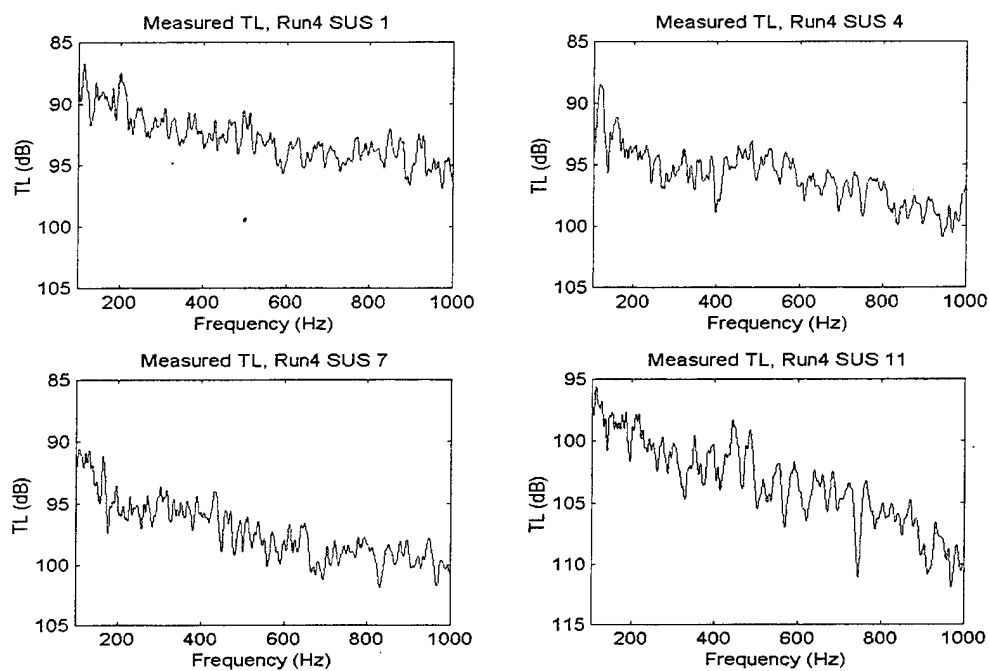 Measured TL, Run4 SUS 1
85
90
95
100
105
TL (dB)
200 400 600 800 1000
Frequency (Hz)
Measured TL, Run4 SUS 4
85
90
95
100
105
TL (dB)
200 400 600 800 1000
Frequency (Hz)
Measured TL, Run4 SUS 7
85
90
95
100
105
TL (dB)
200 400 600 800 1000
Frequency (Hz)
Measured TL, Run4 SUS 11
95
100
105
110
115
TL (dB)
200 400 600 800 1000
Frequency (Hz)